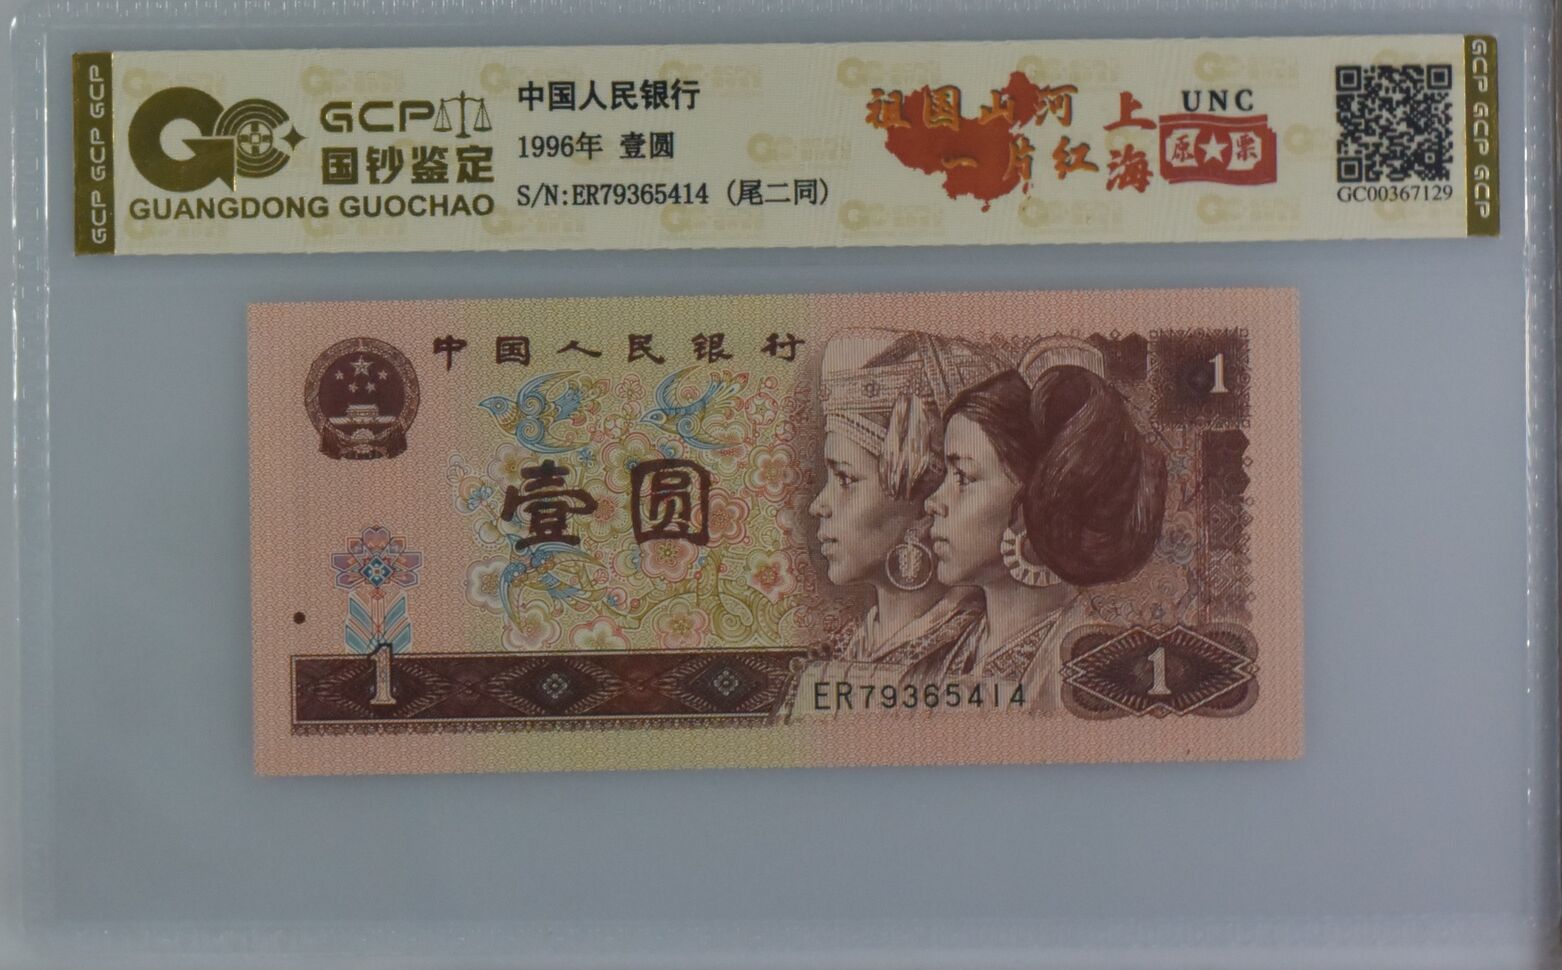 GCP GCP GCP
GCP
国钞鉴定
GUANGDONG GUOCHAO
中国人民银行
1996年 壹圆
S/N:ER79365414 (尾二同)
祖国山河
一片红
上海
UNC
原★票
GC00367129
GCP GCP GCP
中国人民银行
1
壹圆
1
ER79365414
1